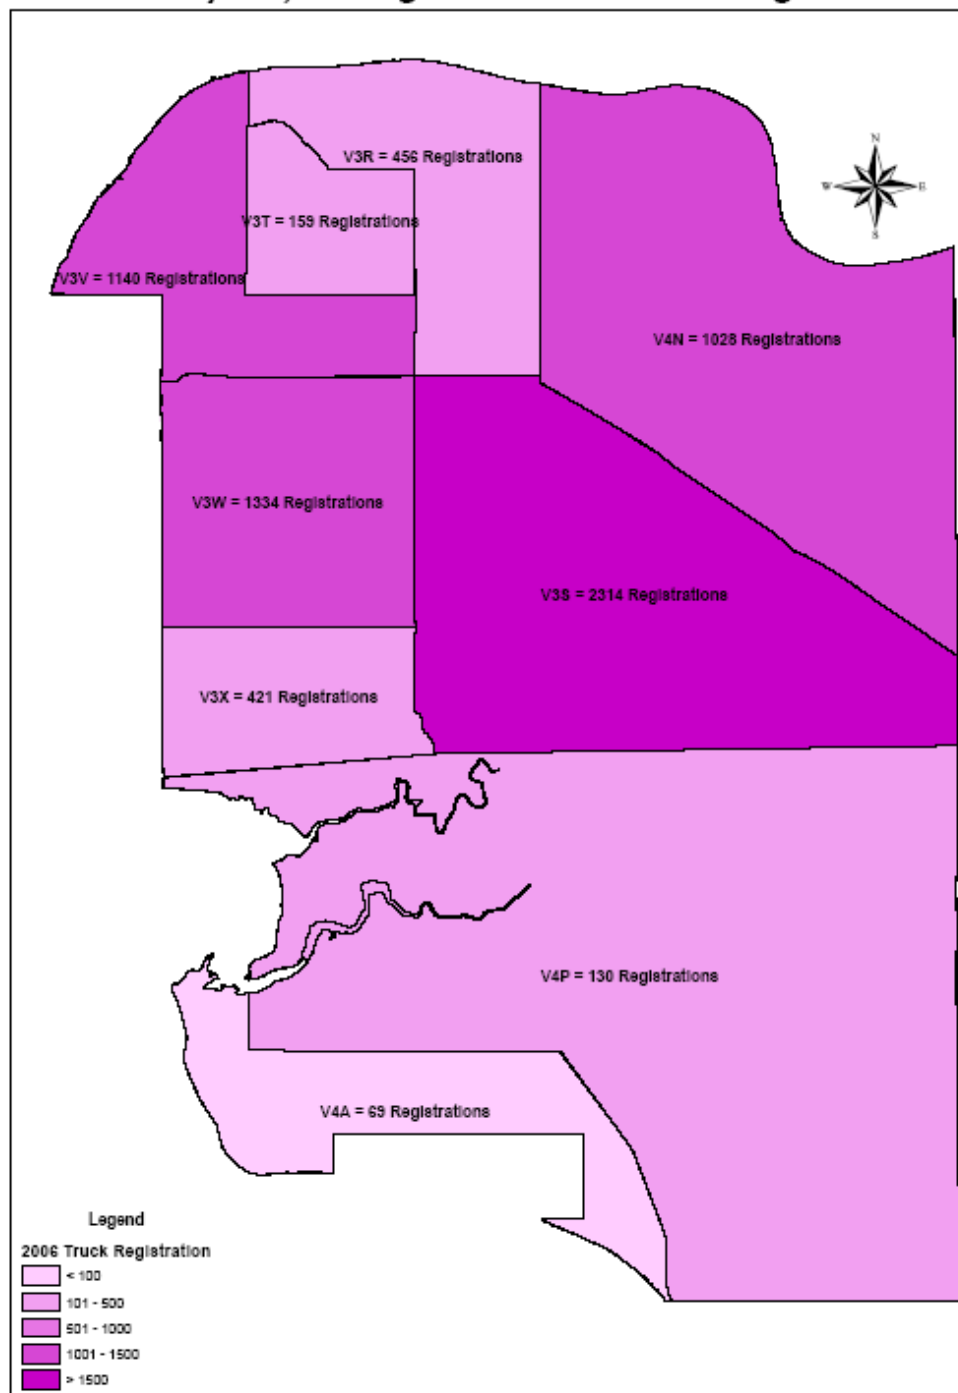 N
W E
S
V3R = 456 Registrations
V3T = 159 Registrations
V3V = 1140 Registrations
V4N = 1028 Registrations
V3W = 1334 Registrations
V3S = 2314 Registrations
V3X = 421 Registrations
V4P = 130 Registrations
V4A = 69 Registrations
Legend
2006 Truck Registration
< 100
101 - 500
501 - 1000
1001 - 1500
> 1500